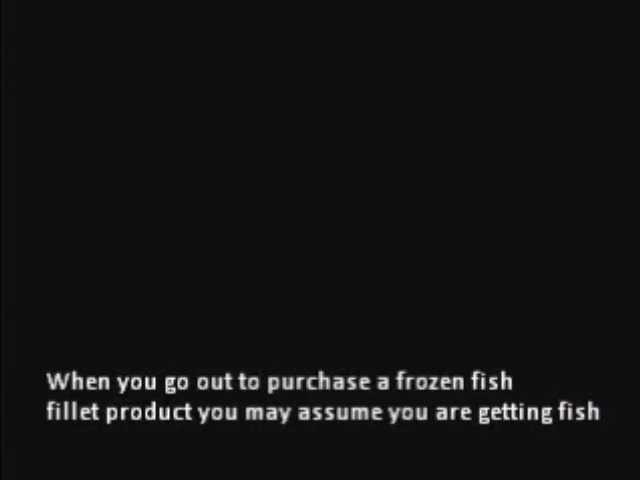 When you go out to purchase a frozen fish
fillet product you may assume you are getting fish